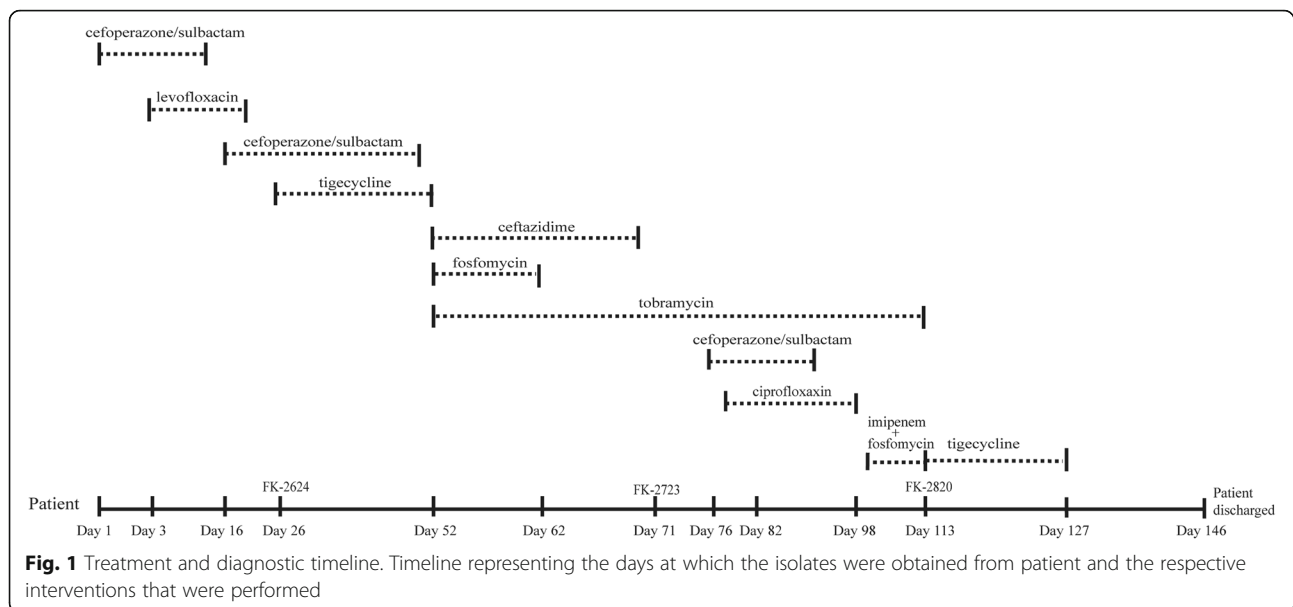 cefoperazone/sulbactam
levofloxacin
cefoperazone/sulbactam
tigecycline
ceftazidime
fosfomycin
tobramycin
cefoperazone/sulbactam
ciprofloxaxin
imipenem
+
fosfomycin tigecycline
FK-2624 FK-2723 FK-2820
Patient
Patient
discharged
Day 1 Day 3 Day 16 Day 26 Day 52 Day 62 Day 71 Day 76 Day 82 Day 98 Day 113 Day 127 Day 146
Fig. 1 Treatment and diagnostic timeline. Timeline representing the days at which the isolates were obtained from patient and the respective
interventions that were performed